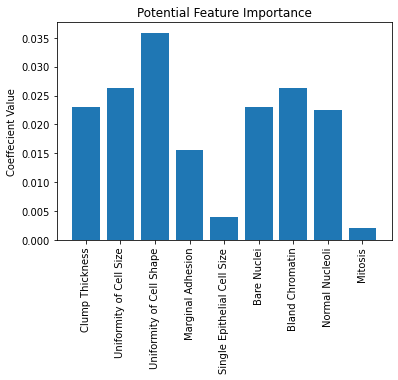 Potential Feature Importance
Coeffecient Value
0.035
0.030
0.025
0.020
0.015
0.010
0.005
0.000
Clump Thickness
Uniformity of Cell Size
Uniformity of Cell Shape
Marginal Adhesion
Single Epithelial Cell Size
Bare Nuclei
Bland Chromatin
Normal Nucleoli
Mitosis